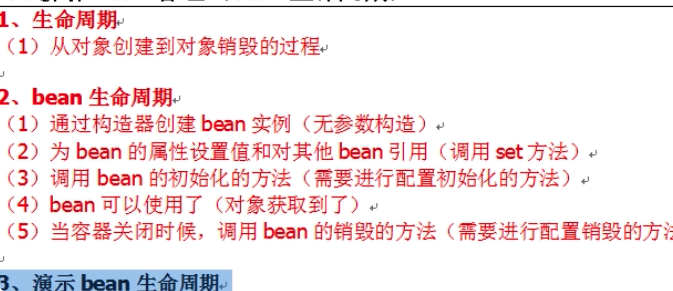 1、生命周期
（1）从对象创建到对象销毁的过程
2、bean 生命周期
（1）通过构造器创建 bean 实例（无参数构造）
（2）为 bean 的属性设置值和对其他 bean 引用（调用 set 方法）
（3）调用 bean 的初始化的方法（需要进行配置初始化的方法）
（4）bean 可以使用了（对象获取到了）
（5）当容器关闭时候，调用 bean 的销毁的方法（需要进行配置销毁的方法
3、演示 bean 生命周期